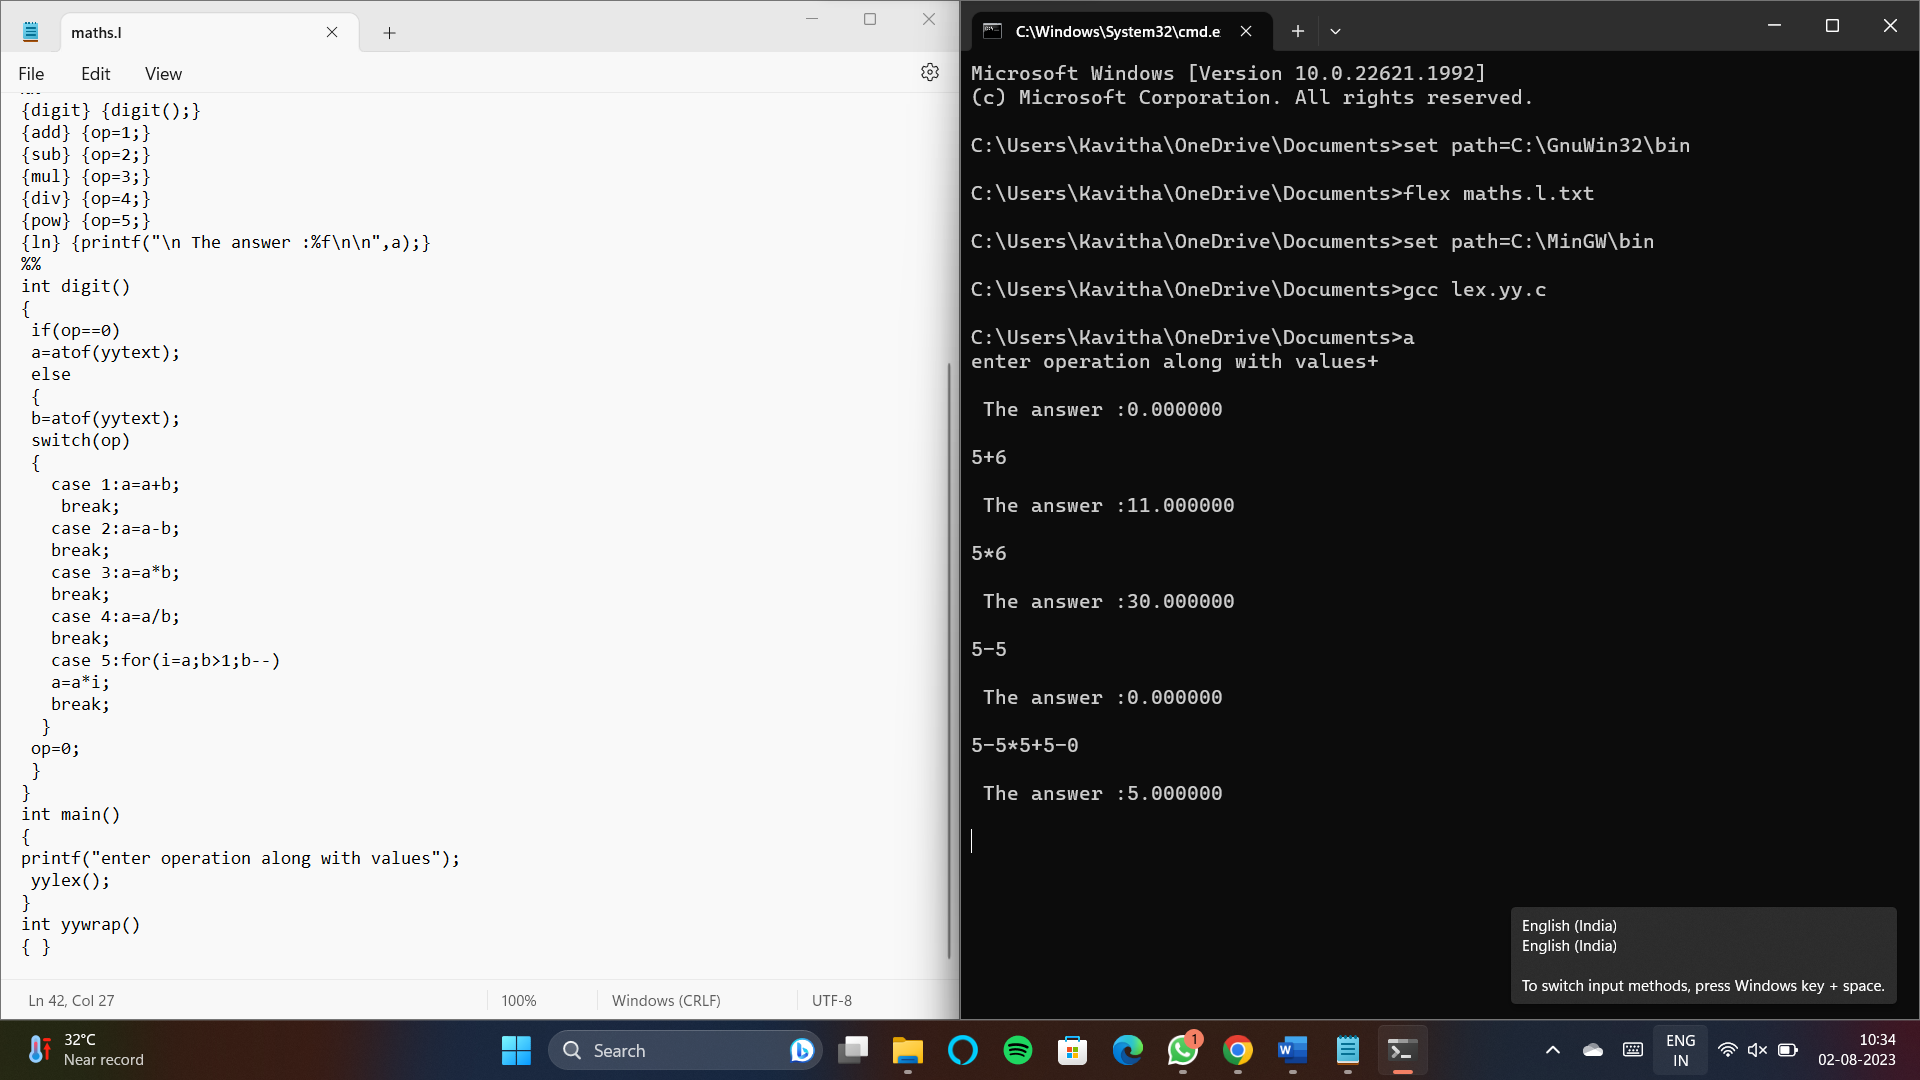 maths.l
File Edit View
{digit} {digit();}
{add} {op=1;}
{sub} {op=2;}
{mul} {op=3;}
{div} {op=4;}
{pow} {op=5;}
{ln} {printf("\n The answer :%f\n\n",a);}
%%
int digit()
{
if(op==0)
a=atof(yytext);
else
{
b=atof(yytext);
switch(op)
{
case 1:a=a+b;
break;
case 2:a=a-b;
break;
case 3:a=a*b;
break;
case 4:a=a/b;
break;
case 5:for(i=a;b>1;b--)
a=a*i;
break;
}
op=0;
}
}
int main()
{
printf("enter operation along with values");
yylex();
}
int yywrap()
{ }
Ln 42, Col 27 100% Windows (CRLF) UTF-8
C:\Windows\System32\cmd.e
Microsoft Windows [Version 10.0.22621.1992]
(c) Microsoft Corporation. All rights reserved.
C:\Users\Kavitha\OneDrive\Documents>set path=C:\GnuWin32\bin
C:\Users\Kavitha\OneDrive\Documents>flex maths.l.txt
C:\Users\Kavitha\OneDrive\Documents>set path=C:\MinGW\bin
C:\Users\Kavitha\OneDrive\Documents>gcc lex.yy.c
C:\Users\Kavitha\OneDrive\Documents>a
enter operation along with values+
The answer :0.000000
5+6
The answer :11.000000
5*6
The answer :30.000000
5-5
The answer :0.000000
5-5*5+5-0
The answer :5.000000
English (India)
English (India)
To switch input methods, press Windows key + space.
32°C
Near record
Search
1
ENG
IN
10:34
02-08-2023